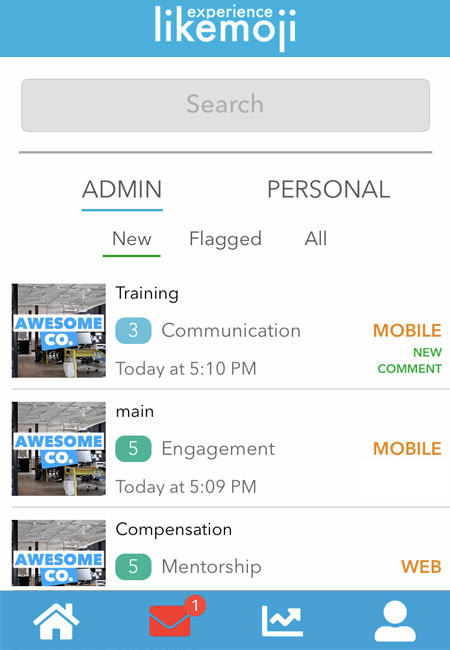 experience
likemoji
Search
ADMIN PERSONAL
New Flagged All
Training
AWESOME
CO.
3 Communication MOBILE
Today at 5:10 PM
NEW
COMMENT
main
AWESOME
CO.
5 Engagement MOBILE
Today at 5:09 PM
Compensation
AWESOME
CO.
5 Mentorship WEB
1